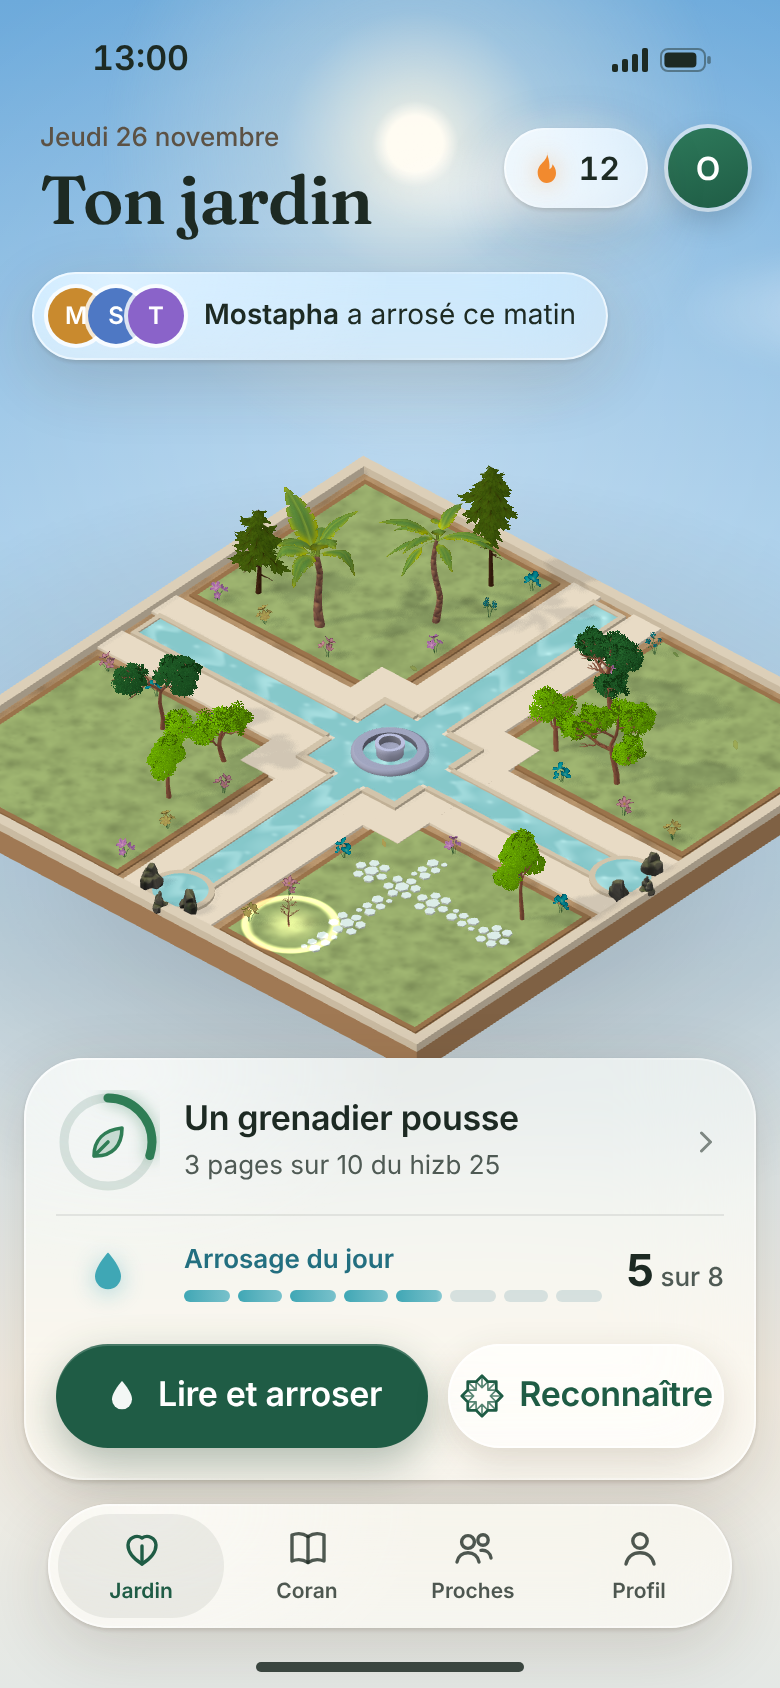 13:00
Jeudi 26 novembre
Ton jardin
12
O
M S T
Mostapha a arrosé ce matin
Un grenadier pousse
3 pages sur 10 du hizb 25
Arrosage du jour
5 sur 8
Lire et arroser
Reconnaître
Jardin
Coran
Proches
Profil